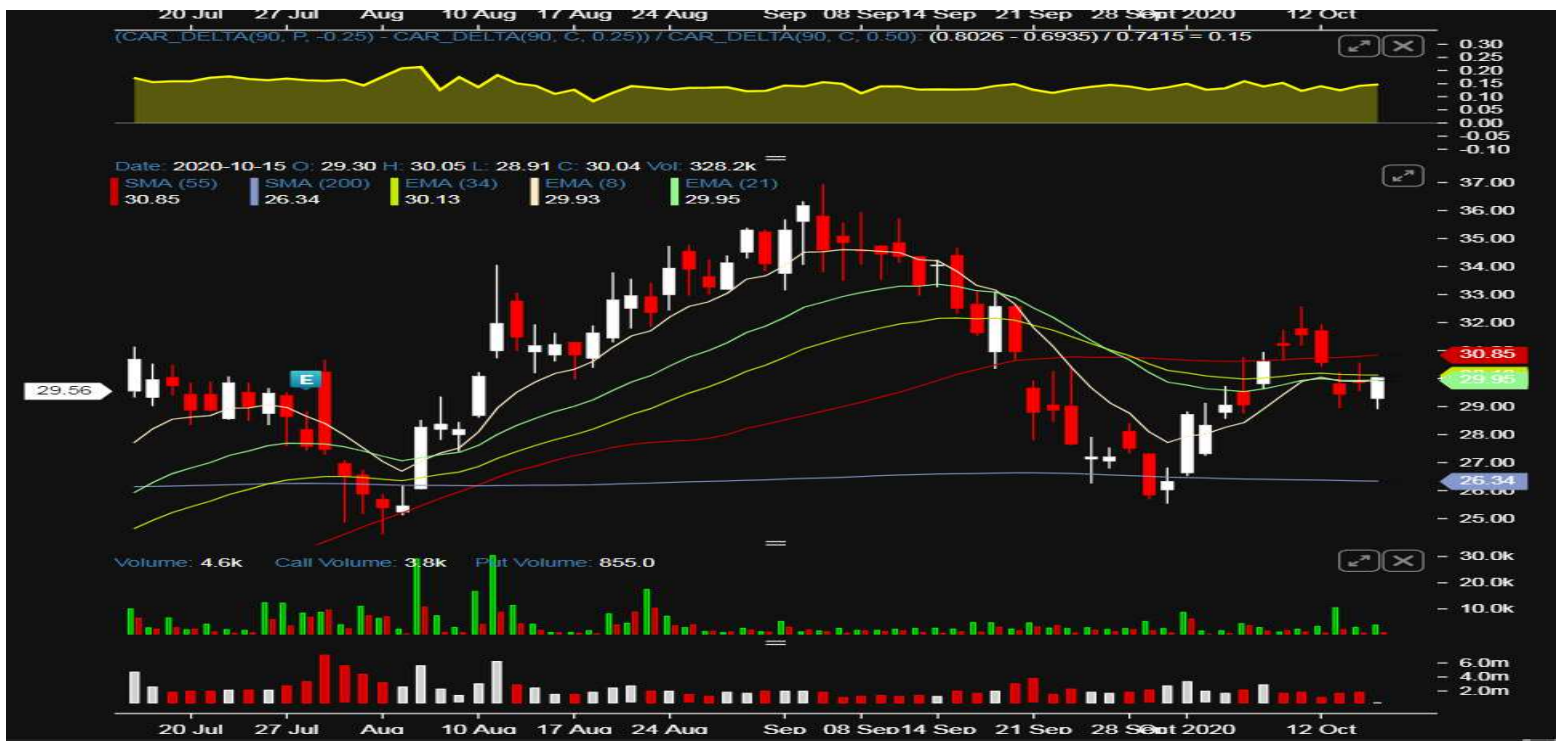 20 Jul 27 Jul Aug 10 Aug 17 Aug 24 Aug Sep 08 Sep 14 Sep 21 Sep 28 Sep Oct 2020 12 Oct
(CAR_DELTA(90, P, -0.25) - CAR_DELTA(90, C, 0.25)) / CAR_DELTA(90, C, 0.50): (0.8026 - 0.6935) / 0.7415 = 0.15
0.30
0.25
0.20
0.15
0.10
0.05
0.00
-0.05
-0.10
Date: 2020-10-15 O: 29.30 H: 30.05 L: 28.91 C: 30.04 Vol: 328.2k
SMA (55) SMA (200) EMA (34) EMA (8) EMA (21)
30.85 26.34 30.13 29.93 29.95
37.00
36.00
35.00
34.00
33.00
32.00
30.85
E
29.95
29.56
29.00
28.00
27.00
26.34
26.00
25.00
Volume: 4.6k Call Volume: 3.8k Put Volume: 855.0
30.0k
20.0k
10.0k
6.0m
4.0m
2.0m
20 Jul 27 Jul Aug 10 Aug 17 Aug 24 Aug Sep 08 Sep 14 Sep 21 Sep 28 Sep Oct 2020 12 Oct